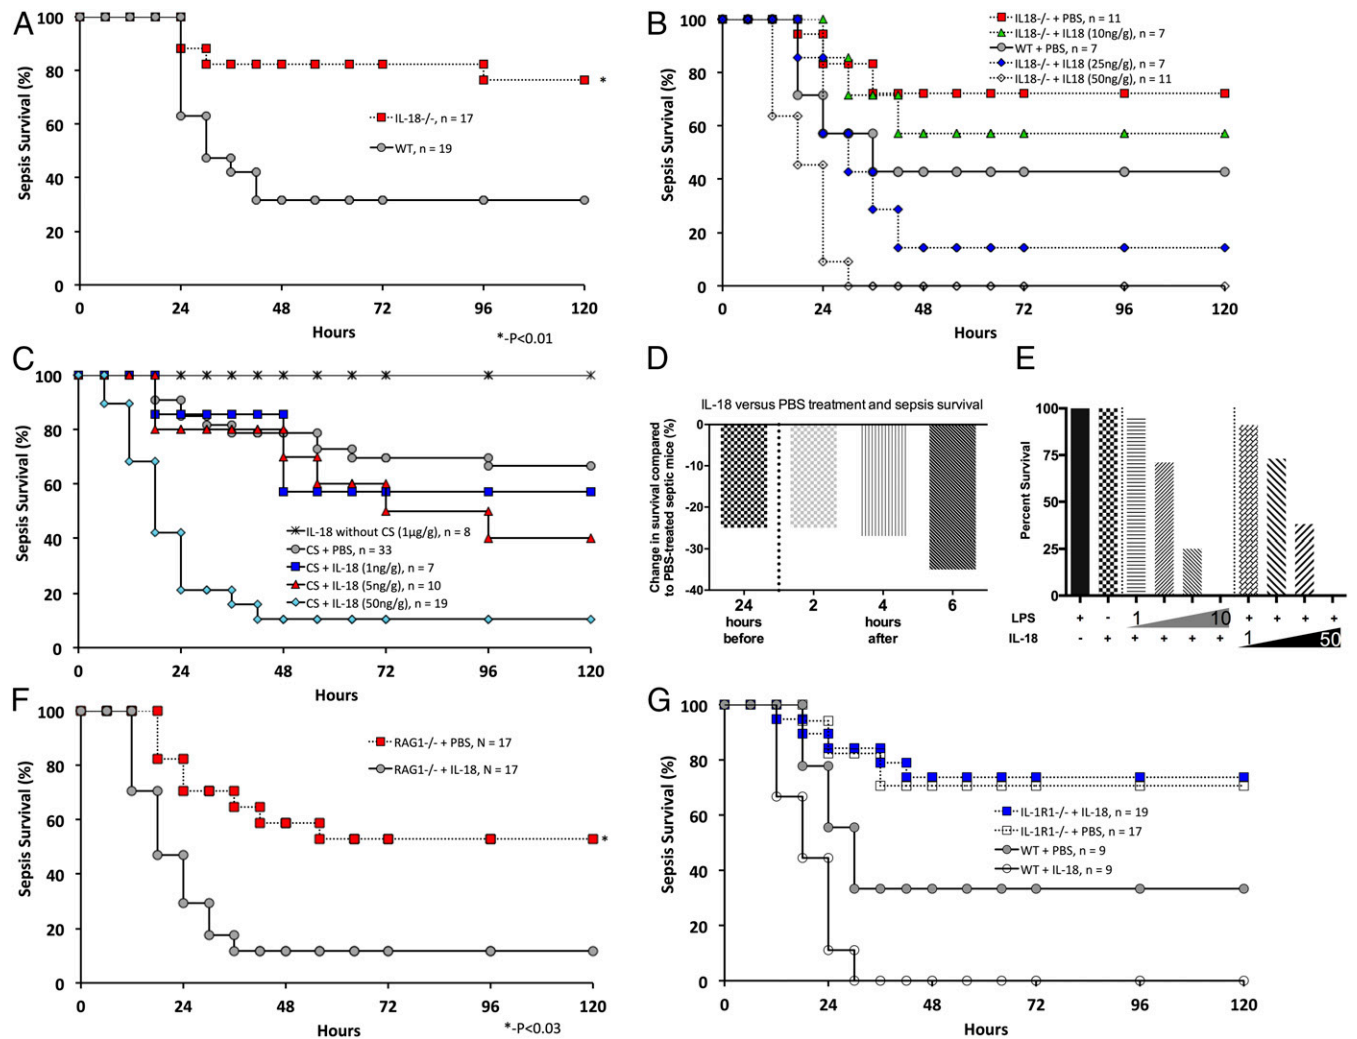 A
100
80
60
40
20
0
Sepsis Survival (%)
0 24 48 72 96 120
Hours
IL-18-/-, n = 17
WT, n = 19
*
*-P<0.01
B
100
80
60
40
20
0
Sepsis Survival (%)
0 24 48 72 96 120
Hours
IL18-/- + PBS, n = 11
IL18-/- + IL18 (10ng/g), n = 7
WT + PBS, n = 7
IL18-/- + IL18 (25ng/g), n = 7
IL18-/- + IL18 (50ng/g), n = 11
C
100
80
60
40
20
0
Sepsis Survival (%)
0 24 48 72 96 120
Hours
IL-18 without CS (1µg/g), n = 8
CS + PBS, n = 33
CS + IL-18 (1ng/g), n = 7
CS + IL-18 (5ng/g), n = 10
CS + IL-18 (50ng/g), n = 19
D
IL-18 versus PBS treatment and sepsis survival
Change in survival compared
to PBS-treated septic mice (%)
0
-10
-20
-30
-40
24 2 4 6
hours hours
before after
E
Percent Survival
100
75
50
25
0
LPS + - 1 10 + + + +
IL-18 - + + + + + 1 50
F
100
80
60
40
20
0
Sepsis Survival (%)
0 24 48 72 96 120
Hours
RAG1-/- + PBS, N = 17
RAG1-/- + IL-18, N = 17
*
*-P<0.03
G
100
80
60
40
20
0
Sepsis Survival (%)
0 24 48 72 96 120
Hours
IL-1R1-/- + IL-18, n = 19
IL-1R1-/- + PBS, n = 17
WT + PBS, n = 9
WT + IL-18, n = 9